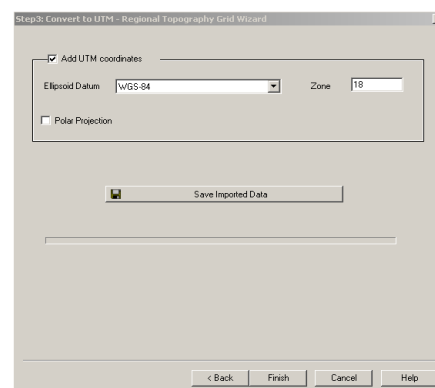 Step3: Convert to UTM - Regional Topography Grid Wizard
Add UTM coordinates
Ellipsoid Datum WGS-84 Zone 18
Polar Projection
Save Imported Data
< Back Finish Cancel Help